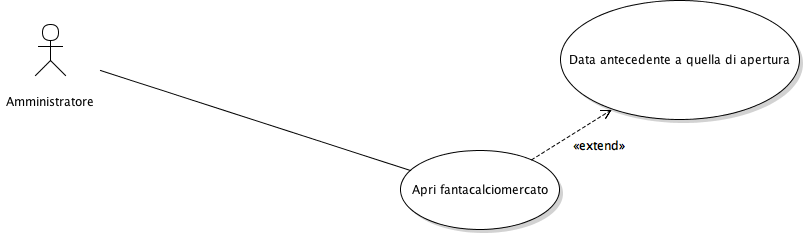 Data antecedente a quella di apertura
Amministratore
«extend»
Apri fantacalciomercato